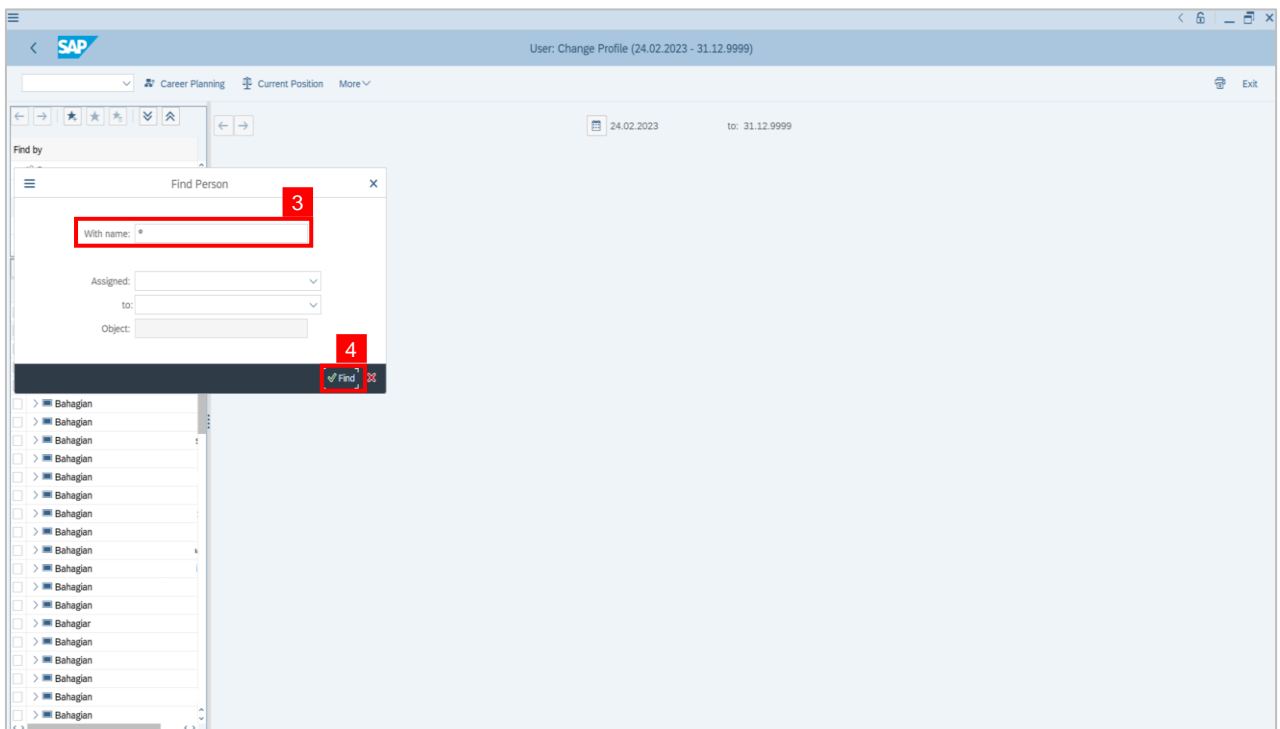 SAP
User: Change Profile (24.02.2023 - 31.12.9999)
Career Planning
Current Position
More
Exit
24.02.2023
to: 31.12.9999
Find by
Find Person
3
With name: *
Assigned:
to:
Object:
4
Find
Bahagian
Bahagian
Bahagian
Bahagian
Bahagian
Bahagian
Bahagian
Bahagian
Bahagian
Bahagian
Bahagian
Bahagian
Bahagiar
Bahagian
Bahagian
Bahagian
Bahagian
Bahagian